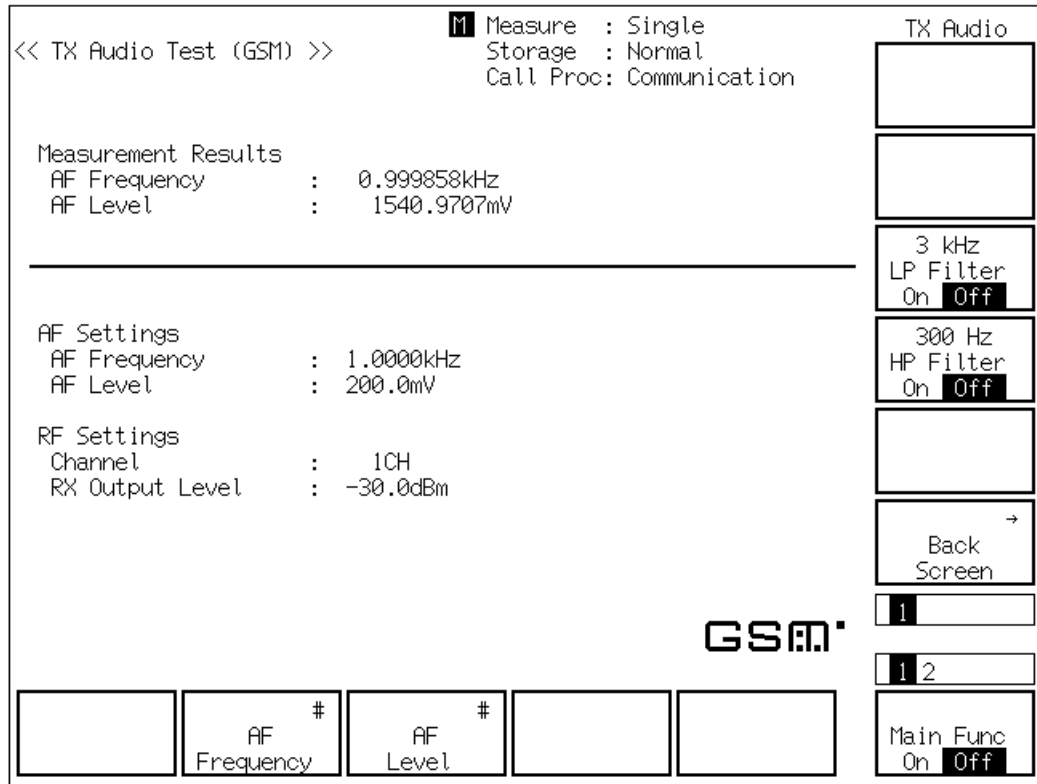 M Measure : Single
<< TX Audio Test (GSM) >>
Storage : Normal
Call Proc: Communication
Measurement Results
AF Frequency : 0.999858kHz
AF Level : 1540.9707mV
AF Settings
AF Frequency : 1.0000kHz
AF Level : 200.0mV
RF Settings
Channel : 1CH
RX Output Level : -30.0dBm
GSM
# AF Frequency
# AF Level
TX Audio
3 kHz
LP Filter
On Off
300 Hz
HP Filter
On Off
→
Back
Screen
1
1 2
Main Func
On Off